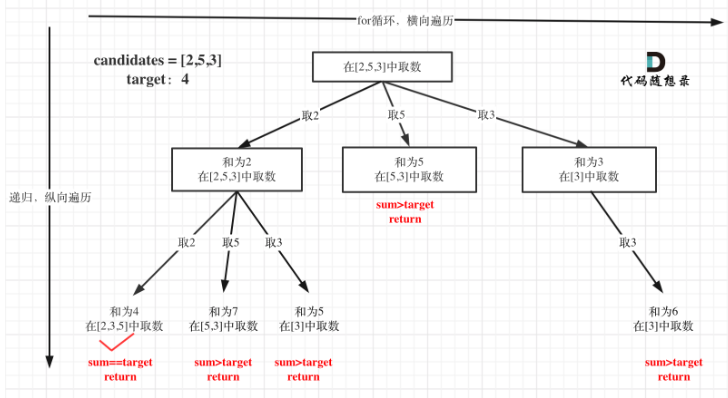 for循环、横向遍历
candidates = [2,5,3]
target： 4
在[2,5,3]中取数
代码随想录
取2
取5
取3
和为2
在[2,5,3]中取数
和为5
在[5,3]中取数
和为3
在[3]中取数
递归、纵向遍历
sum>target
return
取2
取5
取3
取3
和为4
在[2,3,5]中取数
和为7
在[5,3]中取数
和为5
在[3]中取数
和为6
在[3]中取数
sum==target
return
sum>target
return
sum>target
return
sum>target
return